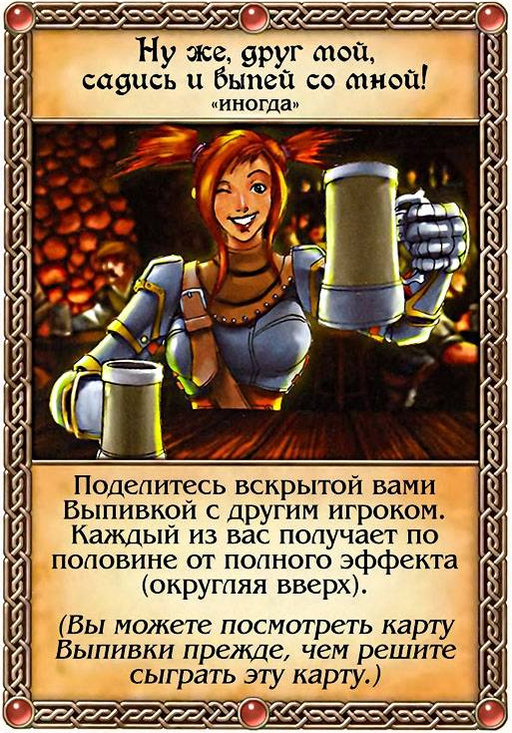 Ну же, друг мой,
садись и выпей со мной!
«иногда»
Поделитесь вскрытой вами
Выпивкой с другим игроком.
Каждый из вас получает по
половине от полного эффекта
(округляя вверх).
(Вы можете посмотреть карту
Выпивки прежде, чем решите
сыграть эту карту.)